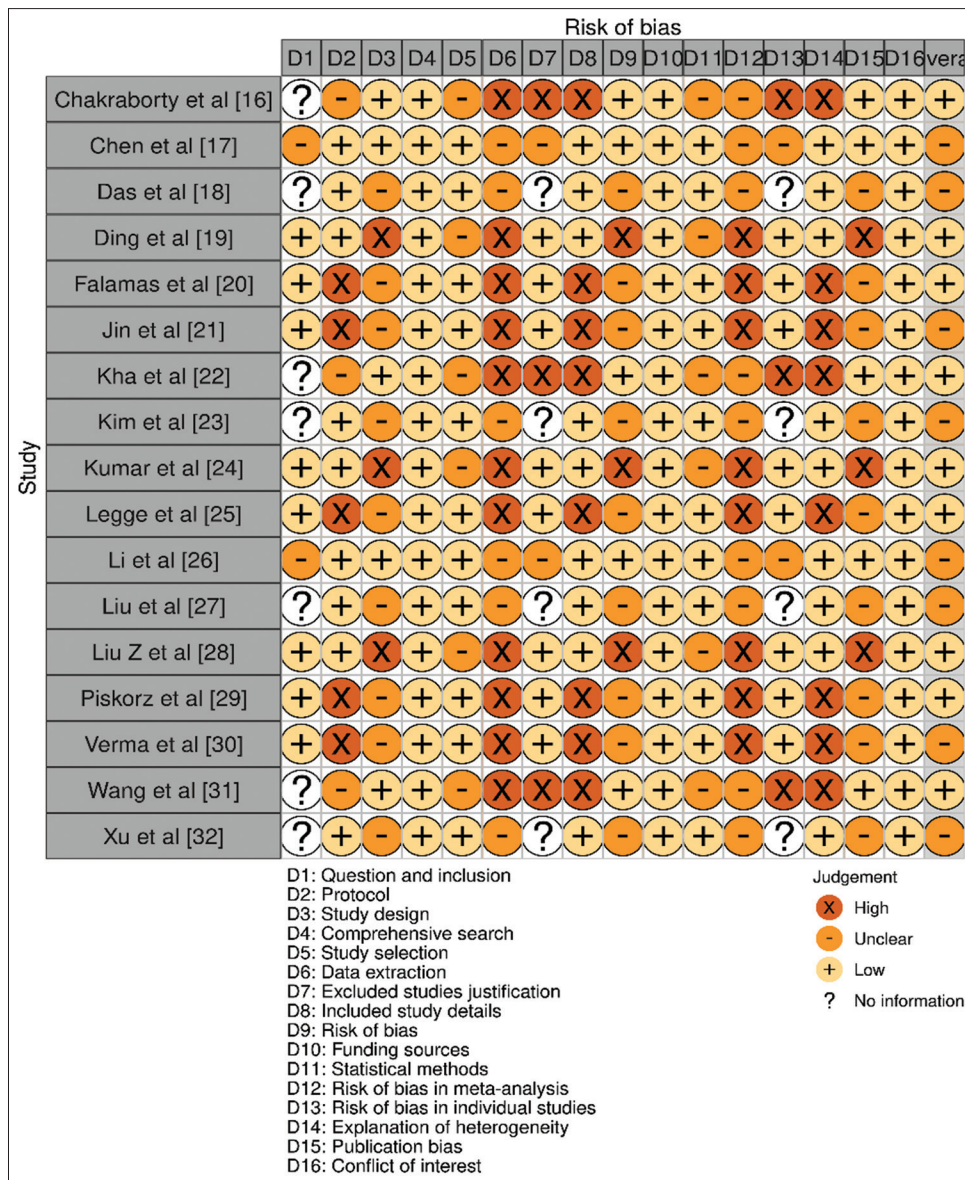 Risk of bias
D1 D2 D3 D4 D5 D6 D7 D8 D9 D10 D11 D12 D13 D14 D15 D16 vera
Study
Chakraborty et al [16] ? - + + - X X X + + - - X X + + +
Chen et al [17] - + + + + - - + + + + - - + + + -
Das et al [18] ? + - + + - ? + - + + - ? + - + -
Ding et al [19] + + X + - X + + X + - X + + X + +
Falamas et al [20] + X - + + X + X - + + X + X - + +
Jin et al [21] + X - + + X + X - + + X + X - + -
Kha et al [22] ? - + + - X X X + + - - X X + + +
Kim et al [23] ? + - + + - ? + - + + - ? + - + -
Kumar et al [24] + + X + - X + + X + - X + + X + +
Legge et al [25] + X - + + X + X - + + X + X - + +
Li et al [26] - + + + + - - + + + + - - + + + -
Liu et al [27] ? + - + + - ? + - + + - ? + - + -
Liu Z et al [28] + + X + - X + + X + - X + + X + +
Piskorz et al [29] + X - + + X + X - + + X + X - + +
Verma et al [30] + X - + + X + X - + + X + X - + -
Wang et al [31] ? - + + - X X X + + - - X X + + +
Xu et al [32] ? + - + + - ? + - + + - ? + - + -
D1: Question and inclusion
D2: Protocol
D3: Study design
D4: Comprehensive search
D5: Study selection
D6: Data extraction
D7: Excluded studies justification
D8: Included study details
D9: Risk of bias
D10: Funding sources
D11: Statistical methods
D12: Risk of bias in meta-analysis
D13: Risk of bias in individual studies
D14: Explanation of heterogeneity
D15: Publication bias
D16: Conflict of interest
Judgement
X High
- Unclear
+ Low
? No information